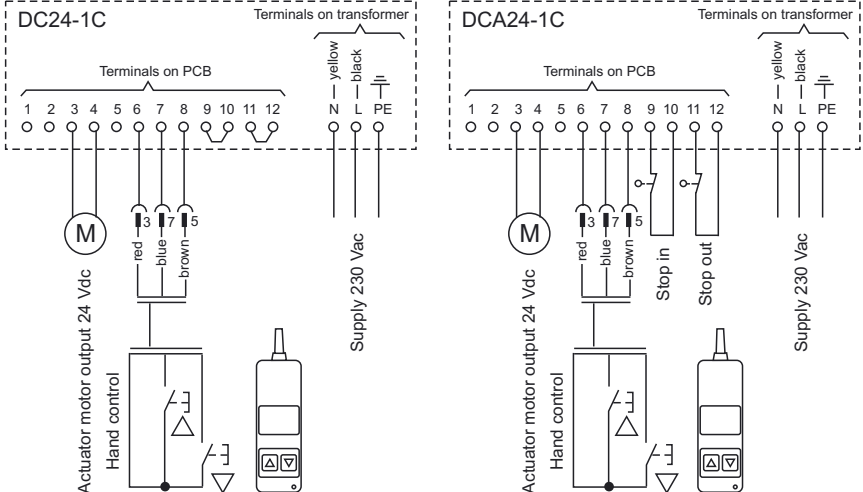 DC24-1C
Terminals on transformer
yellow
black
Terminals on PCB
1 2 3 4 5 6 7 8 9 10 11 12
N L PE
3 7 5
M
red
blue
brown
Actuator motor output 24 Vdc
Hand control
Supply 230 Vac
DCA24-1C
Terminals on transformer
yellow
black
Terminals on PCB
1 2 3 4 5 6 7 8 9 10 11 12
N L PE
3 7 5
M
red
blue
brown
Stop in
Stop out
Actuator motor output 24 Vdc
Hand control
Supply 230 Vac